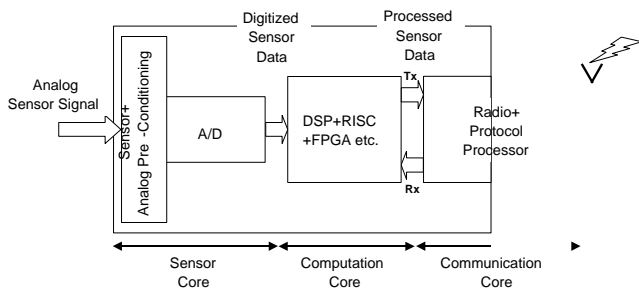 Digitized
Sensor
Data
Processed
Sensor
Data
Analog
Sensor Signal
Sensor+
Analog Pre -Conditioning
A/D
DSP+RISC
+FPGA etc.
Tx
Rx
Radio+
Protocol
Processor
Sensor
Core
Computation
Core
Communication
Core